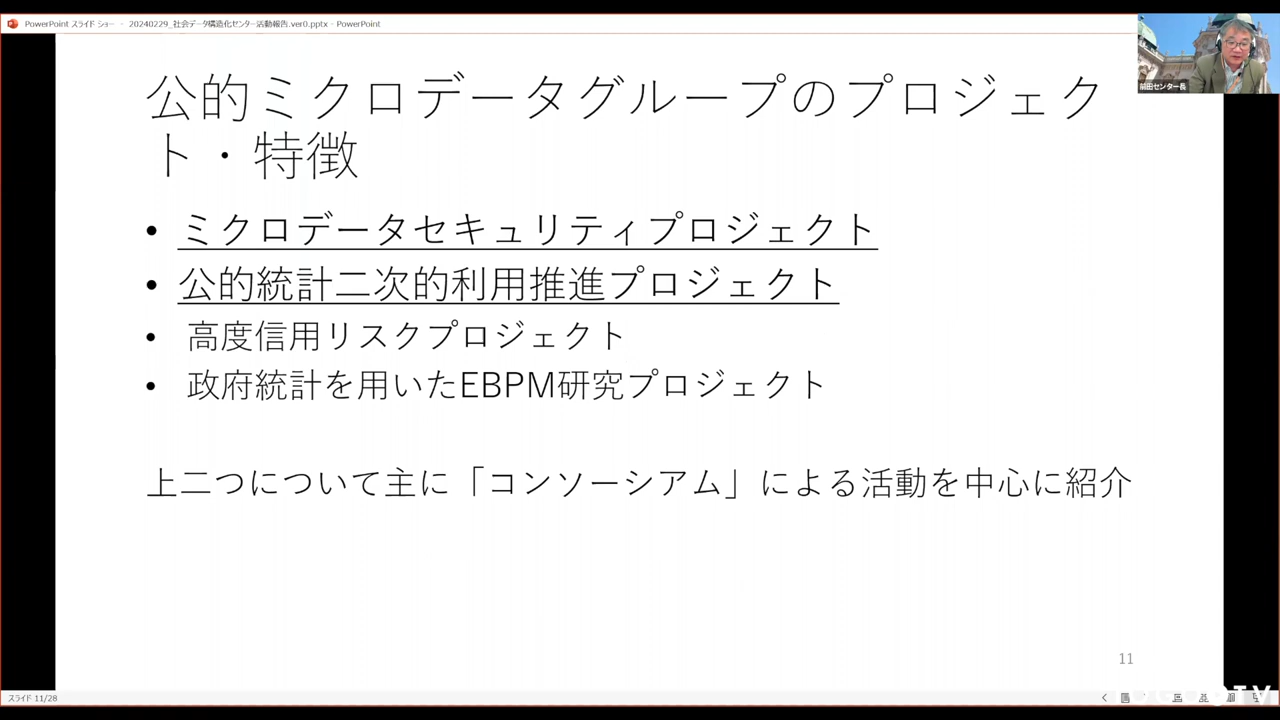 PowerPoint スライド ショー - 20240229_社会データ構造化センター活動報告.ver0.pptx - PowerPoint
前田センター長
公的ミクロデータグループのプロジェク
ト・特徴
• ミクロデータセキュリティプロジェクト
• 公的統計二次的利用推進プロジェクト
• 高度信用リスクプロジェクト
• 政府統計を用いたEBPM研究プロジェクト
上二つについて主に「コンソーシアム」による活動を中心に紹介
11
スライド 11/28